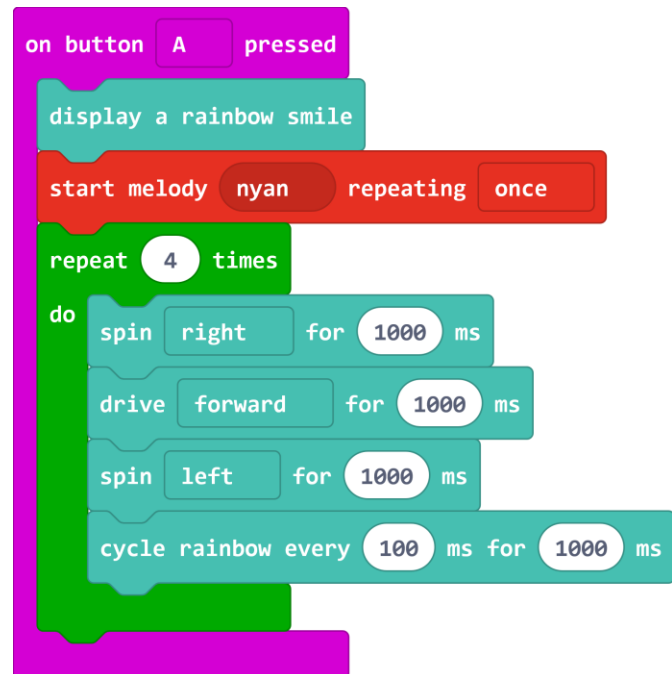 on button A pressed
display a rainbow smile
start melody nyan repeating once
repeat 4 times
do
spin right for 1000 ms
drive forward for 1000 ms
spin left for 1000 ms
cycle rainbow every 100 ms for 1000 ms